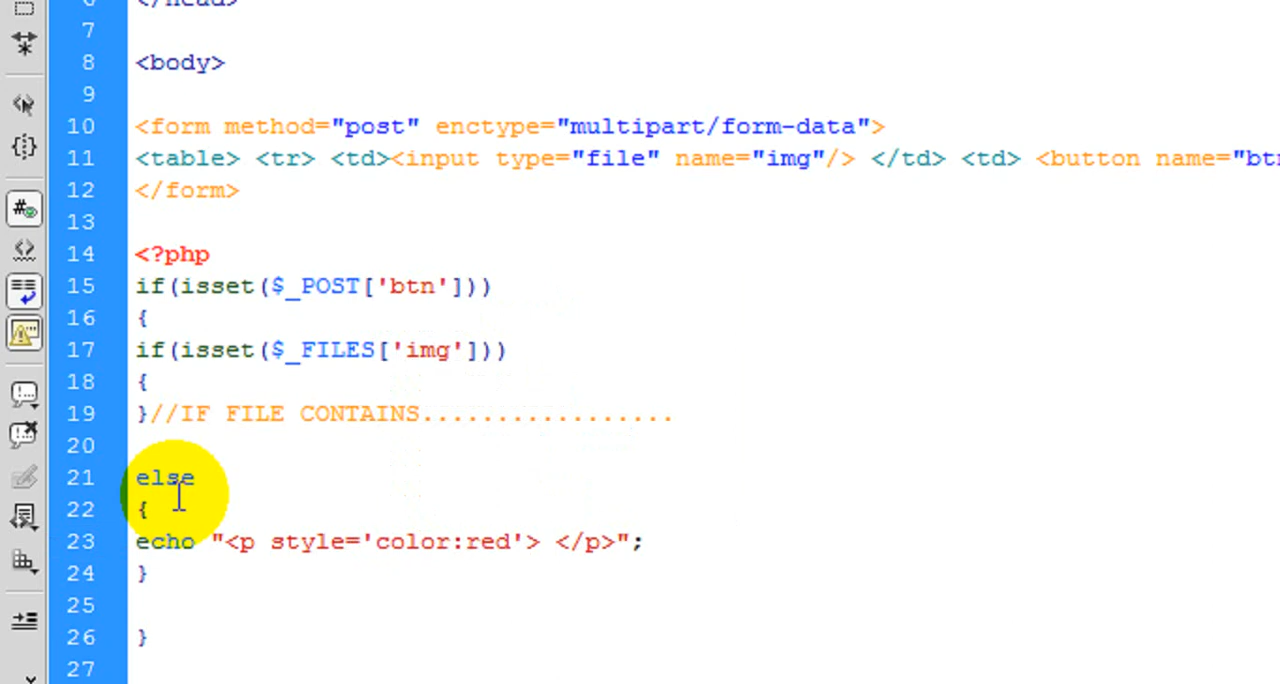 6 </head>
7
8 <body>
9
10 <form method="post" enctype="multipart/form-data">
11 <table> <tr> <td><input type="file" name="img"/> </td> <td> <button name="btn
12 </form>
13
14 <?php
15 if(isset($_POST['btn']))
16 {
17 if(isset($_FILES['img']))
18 {
19 }//IF FILE CONTAINS.................
20
21 else
22 {
23 echo "<p style='color:red'> </p>";
24 }
25
26 }
27